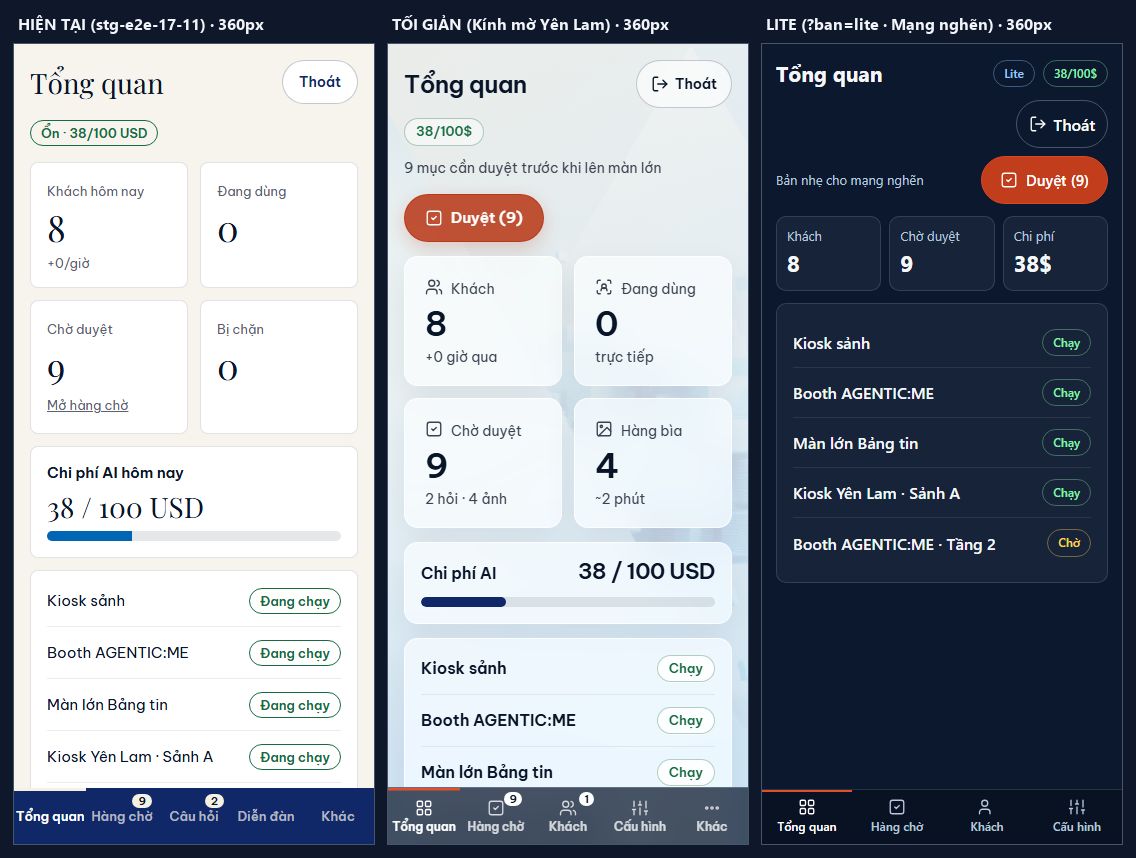 HIỆN TẠI (stg-e2e-17-11) · 360px
Tổng quan
Thoát
Ổn · 38/100 USD
Khách hôm nay
8
+0/giờ
Đang dùng
0
Chờ duyệt
9
Mở hàng chờ
Bị chặn
0
Chi phí AI hôm nay
38 / 100 USD
Kiosk sảnh
Đang chạy
Booth AGENTIC:ME
Đang chạy
Màn lớn Bảng tin
Đang chạy
Kiosk Yên Lam · Sảnh A
Đang chạy
9
2
Tổng quan
Hàng chờ
Câu hỏi
Diễn đàn
Khác
TỐI GIẢN (Kính mờ Yên Lam) · 360px
Tổng quan
Thoát
38/100$
9 mục cần duyệt trước khi lên màn lớn
Duyệt (9)
Khách
8
+0 giờ qua
Đang dùng
0
trực tiếp
Chờ duyệt
9
2 hỏi · 4 ảnh
Hàng bìa
4
~2 phút
Chi phí AI
38 / 100 USD
Kiosk sảnh
Chạy
Booth AGENTIC:ME
Chạy
Màn lớn Bảng tin
Chạy
9
1
Tổng quan
Hàng chờ
Khách
Cấu hình
Khác
LITE (?ban=lite · Mạng nghẽn) · 360px
Tổng quan
Lite
38/100$
Thoát
Bản nhẹ cho mạng nghẽn
Duyệt (9)
Khách
8
Chờ duyệt
9
Chi phí
38$
Kiosk sảnh
Chạy
Booth AGENTIC:ME
Chạy
Màn lớn Bảng tin
Chạy
Kiosk Yên Lam · Sảnh A
Chạy
Booth AGENTIC:ME · Tầng 2
Chờ
Tổng quan
Hàng chờ
Khách
Cấu hình